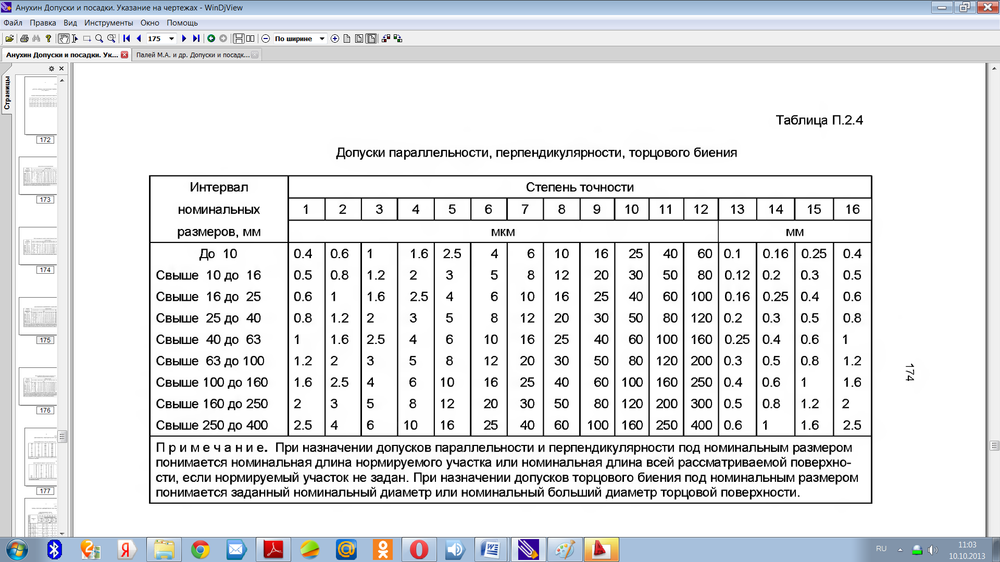 Анухин Допуски и посадки. Указание на чертежах - WinDjView
Файл Правка Вид Инструменты Окно Помощь
175 По ширине
Анухин Допуски и посадки. Ук... Палей М.А. и др. Допуски и посадк...
Страницы
172
173
174
175
176
177
Таблица П.2.4
Допуски параллельности, перпендикулярности, торцового биения
Интервал номинальных размеров, мм Степень точности
1 2 3 4 5 6 7 8 9 10 11 12 13 14 15 16
мкм мм
До 10 0.4 0.6 1 1.6 2.5 4 6 10 16 25 40 60 0.1 0.16 0.25 0.4
Свыше 10 до 16 0.5 0.8 1.2 2 3 5 8 12 20 30 50 80 0.12 0.2 0.3 0.5
Свыше 16 до 25 0.6 1 1.6 2.5 4 6 10 16 25 40 60 100 0.16 0.25 0.4 0.6
Свыше 25 до 40 0.8 1.2 2 3 5 8 12 20 30 50 80 120 0.2 0.3 0.5 0.8
Свыше 40 до 63 1 1.6 2.5 4 6 10 16 25 40 60 100 160 0.25 0.4 0.6 1
Свыше 63 до 100 1.2 2 3 5 8 12 20 30 50 80 120 200 0.3 0.5 0.8 1.2
Свыше 100 до 160 1.6 2.5 4 6 10 16 25 40 60 100 160 250 0.4 0.6 1 1.6
Свыше 160 до 250 2 3 5 8 12 20 30 50 80 120 200 300 0.5 0.8 1.2 2
Свыше 250 до 400 2.5 4 6 10 16 25 40 60 100 160 250 400 0.6 1 1.6 2.5
Примечание. При назначении допусков параллельности и перпендикулярности под номинальным размером
понимается номинальная длина нормируемого участка или номинальная длина всей рассматриваемой поверхно-
сти, если нормируемый участок не задан. При назначении допусков торцового биения под номинальным размером
понимается заданный номинальный диаметр или номинальный больший диаметр торцовой поверхности.
174
RU
11:03
10.10.2013